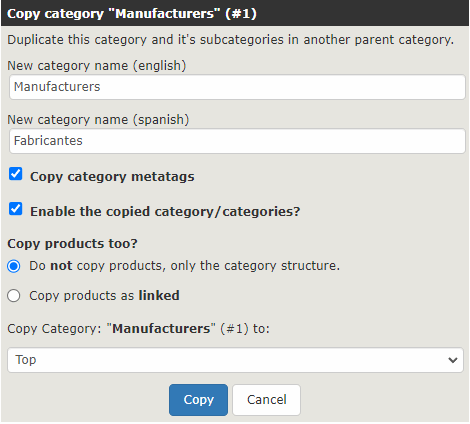 Copy category "Manufacturers" (#1)
Duplicate this category and it's subcategories in another parent category.
New category name (english)
Manufacturers
New category name (spanish)
Fabricantes
Copy category metatags
Enable the copied category/categories?
Copy products too?
Do not copy products, only the category structure.
Copy products as linked
Copy Category: "Manufacturers" (#1) to:
Top
Copy Cancel